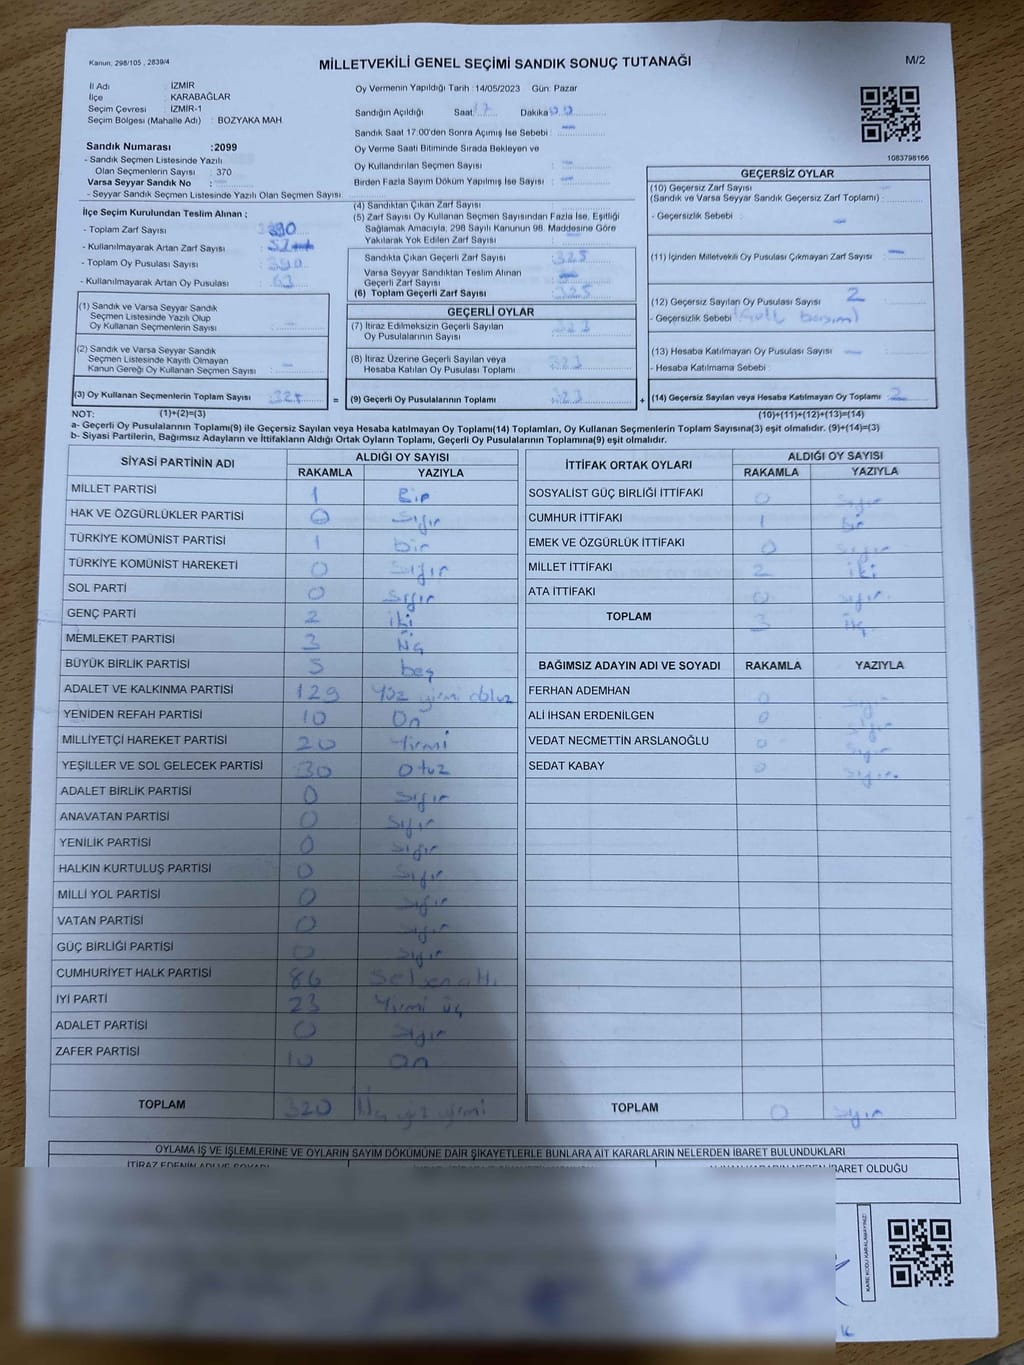 Kanun: 298/105 , 2839/4
MİLLETVEKİLİ GENEL SEÇİMİ SANDIK SONUÇ TUTANAĞI
M/2
İl Adı : İZMİR
İlçe : KARABAĞLAR
Seçim Çevresi : İZMİR-1
Seçim Bölgesi (Mahalle Adı) : BOZYAKA MAH.
Oy Vermenin Yapıldığı Tarih : 14/05/2023 Gün: Pazar
Sandığın Açıldığı Saat 17 Dakika 00
Sandık Saat 17.00'den Sonra Açımış İse Sebebi : —
Oy Verme Saati Bitiminde Sırada Bekleyen ve
Oy Kullandırılan Seçmen Sayısı : —
Birden Fazla Sayım Döküm Yapılmış İse Sayısı : —
1083798166
Sandık Numarası :2099
- Sandık Seçmen Listesinde Yazılı
Olan Seçmenlerin Sayısı : 370
Varsa Seyyar Sandık No : —
- Seyyar Sandık Seçmen Listesinde Yazılı Olan Seçmen Sayısı:
İlçe Seçim Kurulundan Teslim Alınan ;
- Toplam Zarf Sayısı :
- Kullanılmayarak Artan Zarf Sayısı :
- Toplam Oy Pusulası Sayısı : 390
- Kullanılmayarak Artan Oy Pusulası : 63
(1) Sandık ve Varsa Seyyar Sandık
Seçmen Listesinde Yazılı Olup
Oy Kullanan Seçmenlerin Sayısı : —
(2) Sandık ve Varsa Seyyar Sandık
Seçmen Listesinde Kayıtlı Olmayan
Kanun Gereği Oy Kullanan Seçmen Sayısı : —
(3) Oy Kullanan Seçmenlerin Toplam Sayısı : 325 =
(4) Sandıktan Çıkan Zarf Sayısı :
(5) Zarf Sayısı Oy Kullanan Seçmen Sayısından Fazla İse, Eşitliği
Sağlamak Amacıyla, 298 Sayılı Kanunun 98. Maddesine Göre
Yakılarak Yok Edilen Zarf Sayısı : —
Sandıkta Çıkan Geçerli Zarf Sayısı : 325
Varsa Seyyar Sandıktan Teslim Alınan
Geçerli Zarf Sayısı :
(6) Toplam Geçerli Zarf Sayısı : 325
GEÇERLİ OYLAR
(7) İtiraz Edilmeksizin Geçerli Sayılan
Oy Pusulalarının Sayısı : 323
(8) İtiraz Üzerine Geçerli Sayılan veya
Hesaba Katılan Oy Pusulası Toplamı : 323
(9) Geçerli Oy Pusulalarının Toplamı : 323 +
GEÇERSİZ OYLAR
(10) Geçersiz Zarf Sayısı : —
(Sandık ve Varsa Seyyar Sandık Geçersiz Zarf Toplamı) :
- Geçersizlik Sebebi : —
(11) İçinden Milletvekili Oy Pusulası Çıkmayan Zarf Sayısı : —
(12) Geçersiz Sayılan Oy Pusulası Sayısı : 2
- Geçersizlik Sebebi :
(13) Hesaba Katılmayan Oy Pusulası Sayısı : —
- Hesaba Katılmama Sebebi :
(14) Geçersiz Sayılan veya Hesaba Katılmayan Oy Toplamı : 2
NOT: (1)+(2)=(3) (10)+(11)+(12)+(13)=(14)
a- Geçerli Oy Pusulalarının Toplamı(9) ile Geçersiz Sayılan veya Hesaba katılmayan Oy Toplamı(14) Toplamları, Oy Kullanan Seçmenlerin Toplam Sayısına(3) eşit olmalıdır. (9)+(14)=(3)
b- Siyasi Partilerin, Bağımsız Adayların ve İttifakların Aldığı Ortak Oyların Toplamı, Geçerli Oy Pusulalarının Toplamına(9) eşit olmalıdır.
SİYASİ PARTİNİN ADI ALDIĞI OY SAYISI
RAKAMLA YAZIYLA
MİLLET PARTİSİ 1 Bir
HAK VE ÖZGÜRLÜKLER PARTİSİ 0 sıfır
TÜRKİYE KOMÜNİST PARTİSİ 1 bir
TÜRKİYE KOMÜNİST HAREKETİ 0 sıfır
SOL PARTİ 0 sıfır
GENÇ PARTİ 2 iki
MEMLEKET PARTİSİ 3 üç
BÜYÜK BİRLİK PARTİSİ 5 beş
ADALET VE KALKINMA PARTİSİ 129 Yüz yirmi dokuz
YENİDEN REFAH PARTİSİ 10 On
MİLLİYETÇİ HAREKET PARTİSİ 20 Yirmi
YEŞİLLER VE SOL GELECEK PARTİSİ 30 otuz
ADALET BİRLİK PARTİSİ 0 sıfır
ANAVATAN PARTİSİ 0 sıfır
YENİLİK PARTİSİ 0 sıfır
HALKIN KURTULUŞ PARTİSİ 0 sıfır
MİLLİ YOL PARTİSİ 0 sıfır
VATAN PARTİSİ 0 sıfır
GÜÇ BİRLİĞİ PARTİSİ 0 sıfır
CUMHURİYET HALK PARTİSİ 86 Seksen altı
İYİ PARTİ 23 Yirmi üç
ADALET PARTİSİ 0 sıfır
ZAFER PARTİSİ 10 On
TOPLAM 320 Üç yüz yirmi
İTTİFAK ORTAK OYLARI ALDIĞI OY SAYISI
RAKAMLA YAZIYLA
SOSYALİST GÜÇ BİRLİĞİ İTTİFAKI 0 sıfır
CUMHUR İTTİFAKI 1 bir
EMEK VE ÖZGÜRLÜK İTTİFAKI 0 sıfır
MİLLET İTTİFAKI 2 iki
ATA İTTİFAKI 0 sıfır
TOPLAM 3 üç
BAĞIMSIZ ADAYIN ADI VE SOYADI RAKAMLA YAZIYLA
FERHAN ADEMHAN 0 sıfır
ALİ İHSAN ERDENİLGEN 0 sıfır
VEDAT NECMETTİN ARSLANOĞLU 0 sıfır
SEDAT KABAY 0 sıfır
TOPLAM 0 sıfır
OYLAMA İŞ VE İŞLEMLERİNE VE OYLARIN SAYIM DÖKÜMÜNE DAİR ŞİKAYETLERLE BUNLARA AİT KARARLARIN NELERDEN İBARET BULUNDUKLARI
İBARET OLDUĞU
KARE KODU KARALAMAYINIZ!